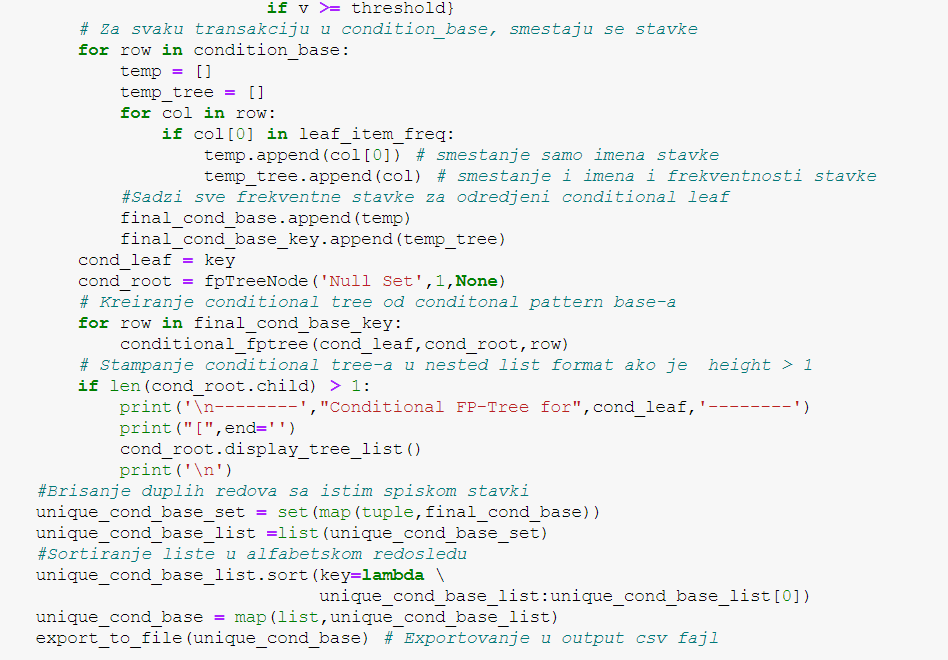 if v >= threshold}
# Za svaku transakciju u condition_base, smestaju se stavke
for row in condition_base:
temp = []
temp_tree = []
for col in row:
if col[0] in leaf_item_freq:
temp.append(col[0]) # smestanje samo imena stavke
temp_tree.append(col) # smestanje i imena i frekventnosti stavke
#Sadzi sve frekventne stavke za odredjeni conditional leaf
final_cond_base.append(temp)
final_cond_base_key.append(temp_tree)
cond_leaf = key
cond_root = fpTreeNode('Null Set',1,None)
# Kreiranje conditional tree od conditonal pattern base-a
for row in final_cond_base_key:
conditional_fptree(cond_leaf,cond_root,row)
# Stampanje conditional tree-a u nested list format ako je  height > 1
if len(cond_root.child) > 1:
print('\n--------',"Conditional FP-Tree for",cond_leaf,'--------')
print("[",end='')
cond_root.display_tree_list()
print('\n')
#Brisanje duplih redova sa istim spiskom stavki
unique_cond_base_set = set(map(tuple,final_cond_base))
unique_cond_base_list =list(unique_cond_base_set)
#Sortiranje liste u alfabetskom redosledu
unique_cond_base_list.sort(key=lambda \
unique_cond_base_list:unique_cond_base_list[0])
unique_cond_base = map(list,unique_cond_base_list)
export_to_file(unique_cond_base) # Exportovanje u output csv fajl